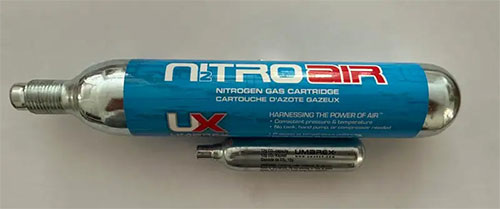 NITROAIR
NITROGEN GAS CARTRIDGE
CARTOUCHE D'AZOTE GAZEUX
UX
HARNESSING THE POWER OF AIR™
• Consistent pressure & temperature
• No tank, hand pump, or compressor needed
UMAREX